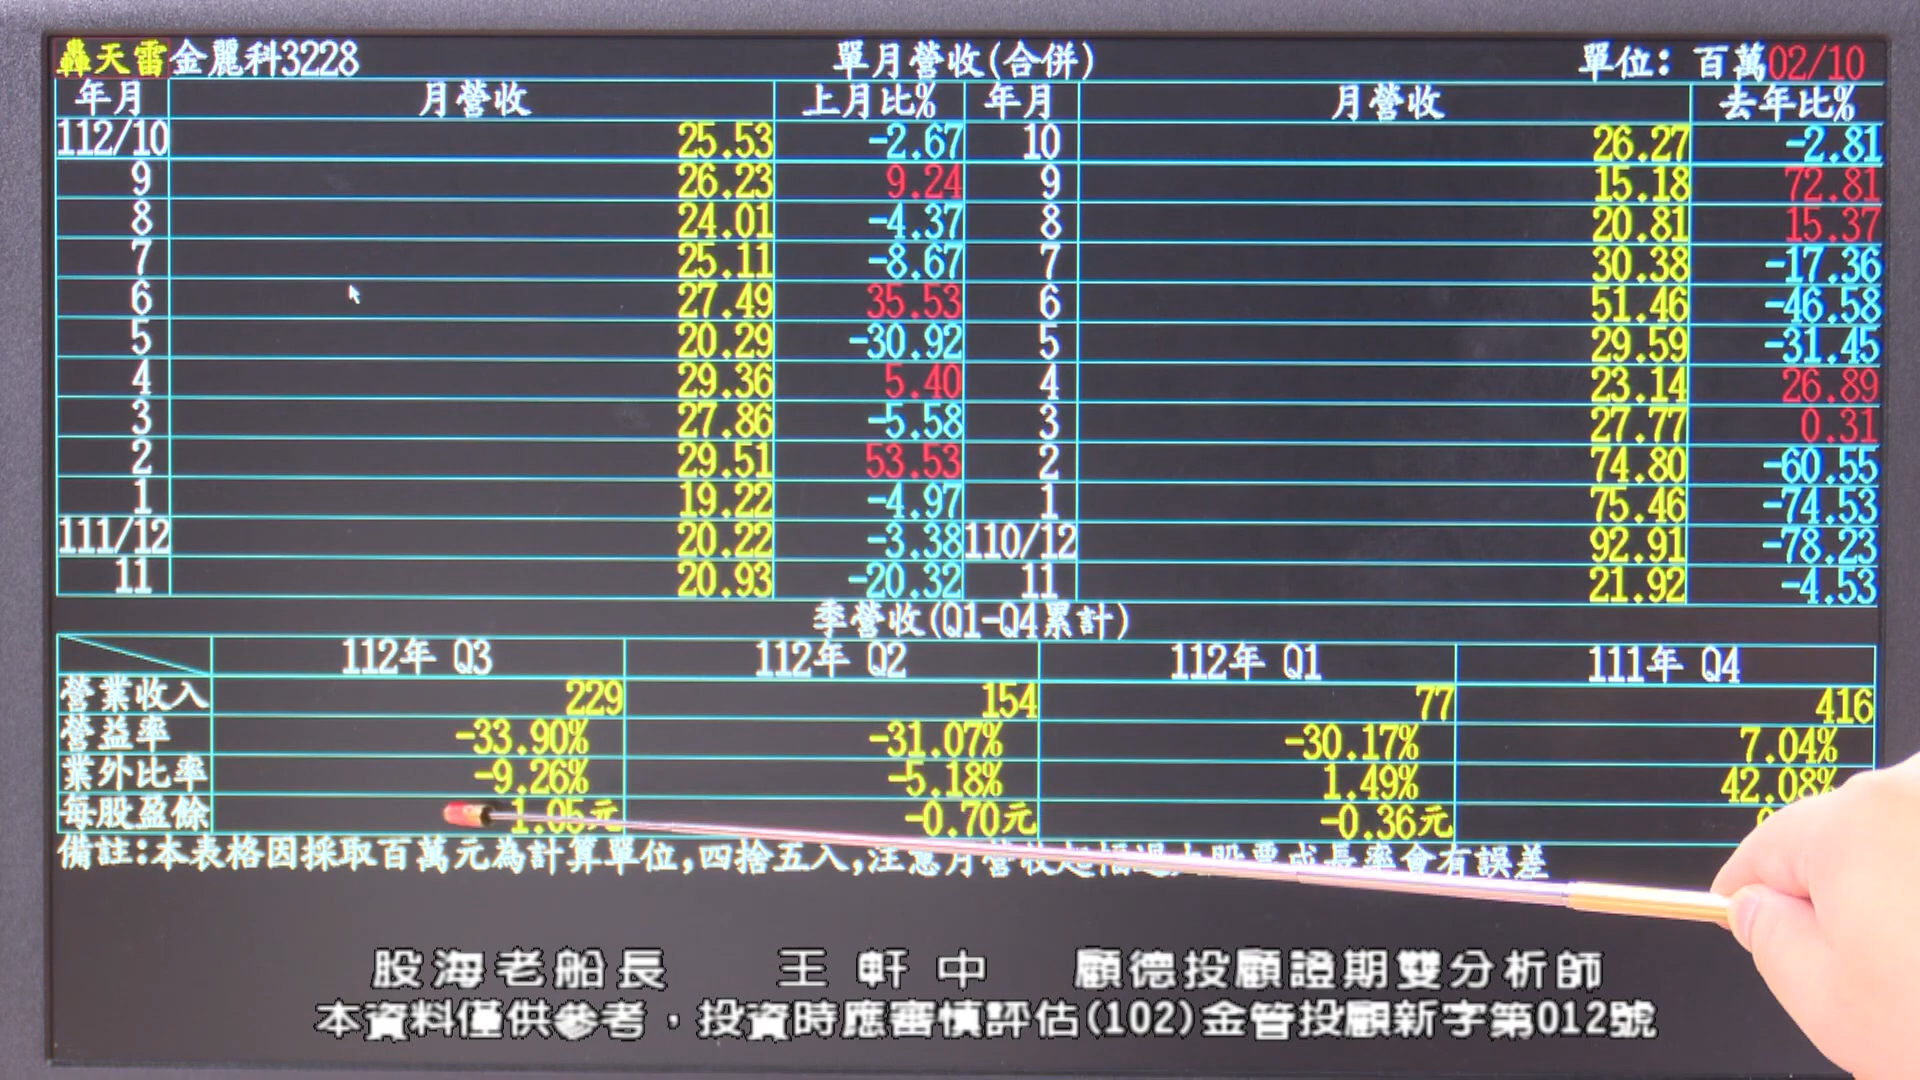 轟天雷金麗科3228 單月營收(合併) 單位: 百萬02/10
年月 月營收 上月比% 年月 月營收 去年比%
112/10 25.53 -2.67 10 26.27 -2.81
9 26.23 9.24 9 15.18 72.81
8 24.01 -4.37 8 20.81 15.37
7 25.11 -8.67 7 30.38 -17.36
6 27.49 35.53 6 51.46 -46.58
5 20.29 -30.92 5 29.59 -31.45
4 29.36 5.40 4 23.14 26.89
3 27.86 -5.58 3 27.77 0.31
2 29.51 53.53 2 74.80 -60.55
1 19.22 -4.97 1 75.46 -74.53
111/12 20.22 -3.38 110/12 92.91 -78.23
11 20.93 -20.32 11 21.92 -4.53
季營收(Q1-Q4累計)
112年 Q3 112年 Q2 112年 Q1 111年 Q4
營業收入 229 154 77 416
營益率 -33.90% -31.07% -30.17% 7.04%
業外比率 -9.26% -5.18% 1.49% 42.08%
每股盈餘 1.05元 -0.70元 -0.36元
備註:本表格因採取百萬元為計算單位,四捨五入,注意月營收起幅過大股票成長率會有誤差
股海老船長 王軒中 顧德投顧證期雙分析師
本資料僅供參考，投資時應審慎評估(102)金管投顧新字第012號